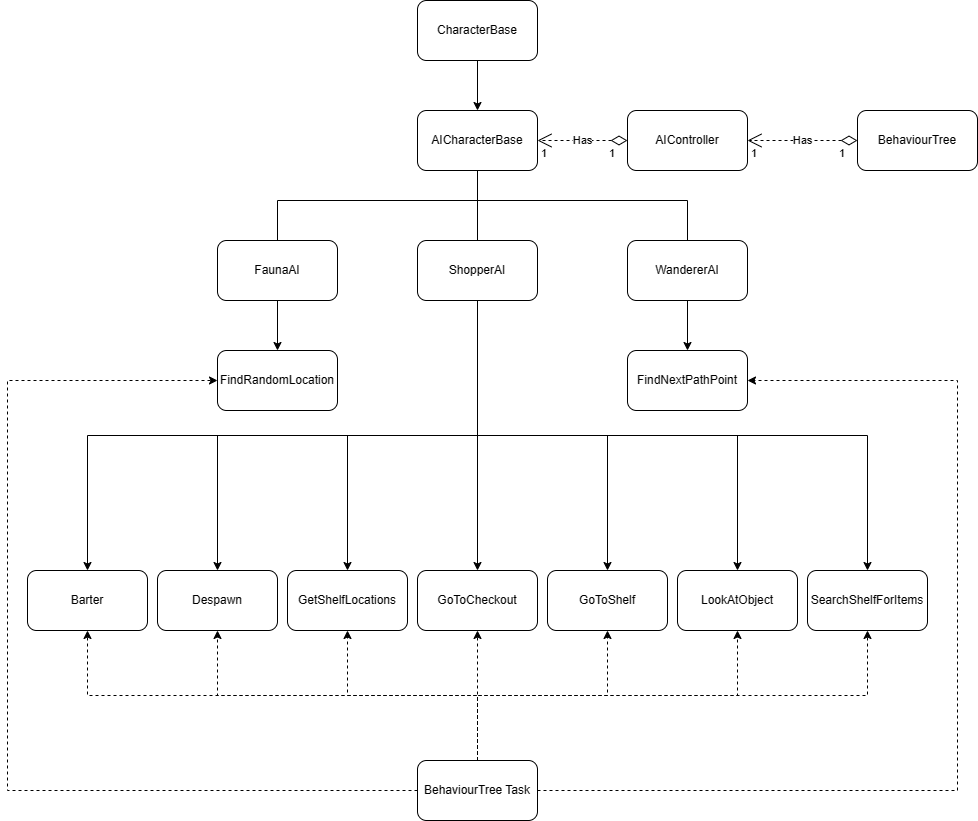 CharacterBase
AICharacterBase
Has
1
1
AIController
Has
1
1
BehaviourTree
FaunaAI
ShopperAI
WandererAI
FindRandomLocation
FindNextPathPoint
Barter
Despawn
GetShelfLocations
GoToCheckout
GoToShelf
LookAtObject
SearchShelfForItems
BehaviourTree Task